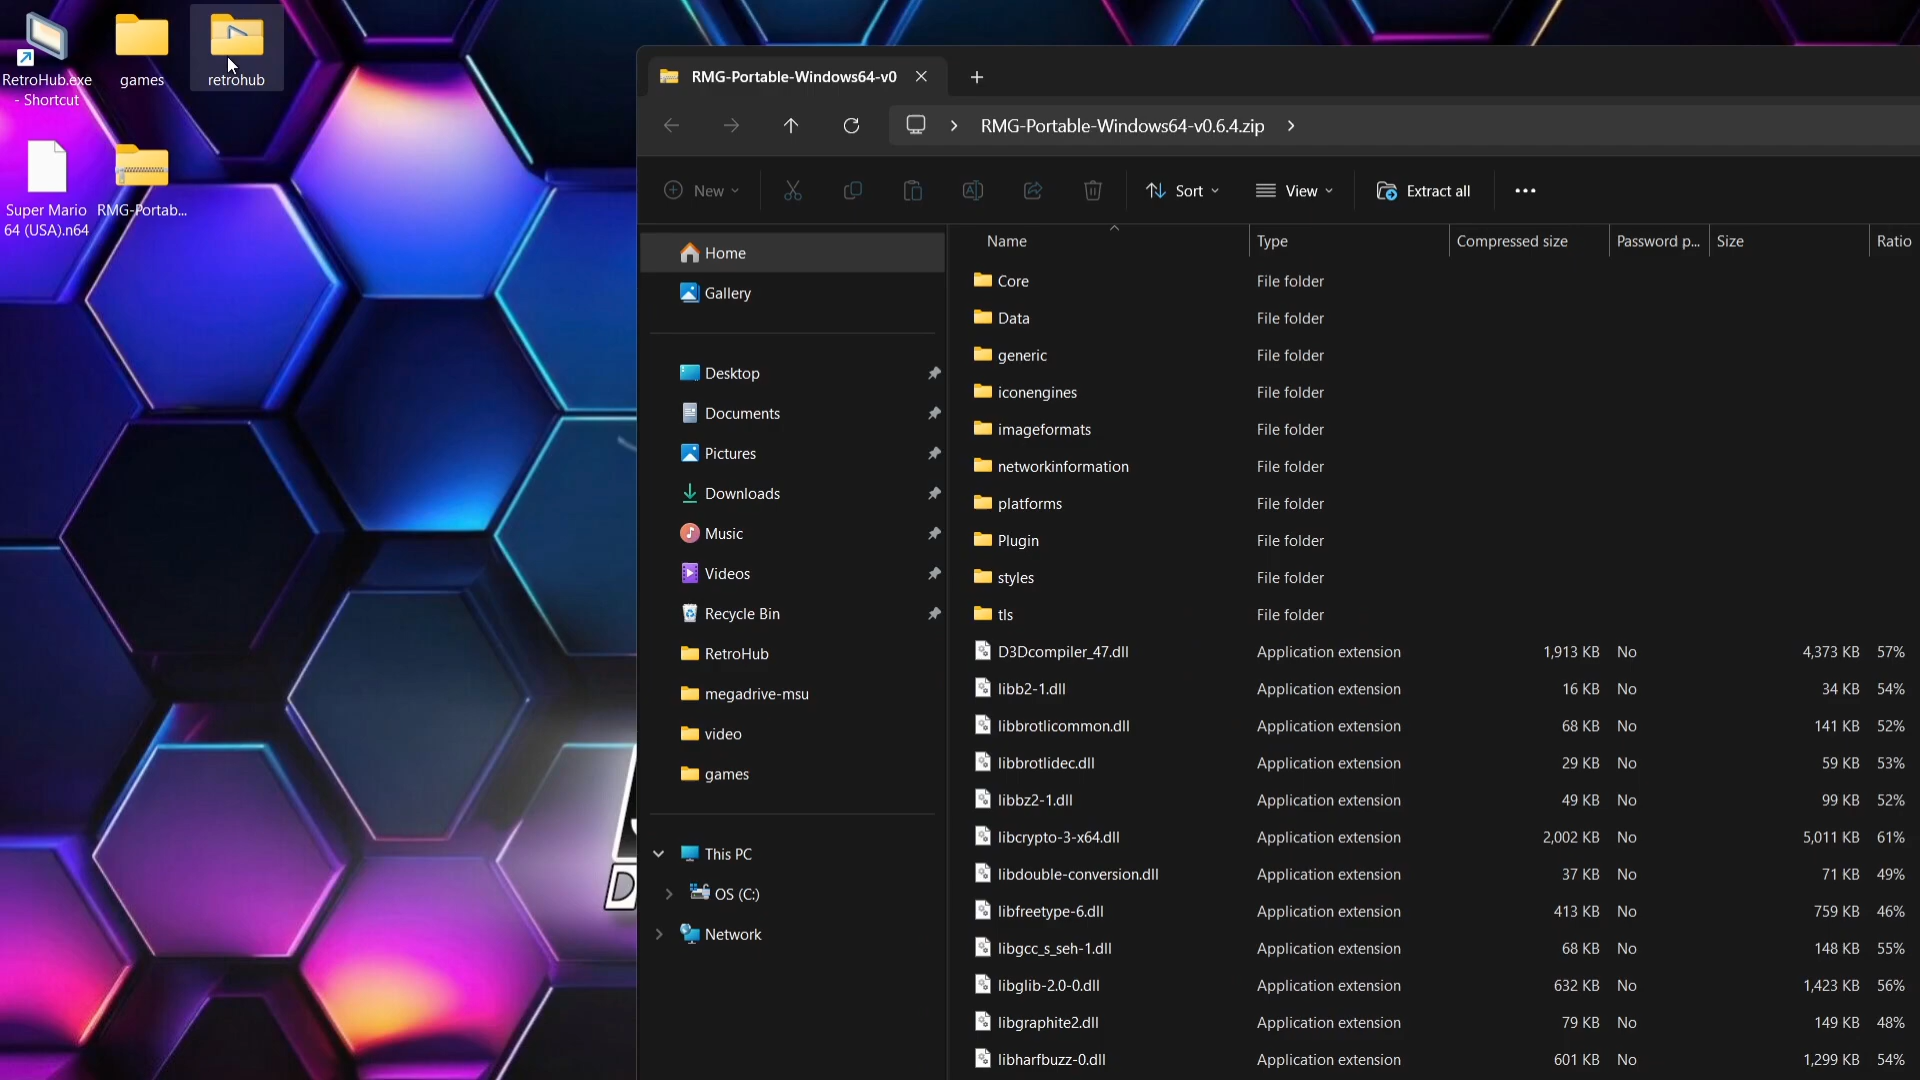 RetroHub.exe
- Shortcut
games
retrohub
Super Mario
64 (USA).n64
RMG-Portab...
RMG-Portable-Windows64-v0
RMG-Portable-Windows64-v0.6.4.zip
New
Sort
View
Extract all
Home
Gallery
Desktop
Documents
Pictures
Downloads
Music
Videos
Recycle Bin
RetroHub
megadrive-msu
video
games
This PC
OS (C:)
Network
Name Type Compressed size Password p... Size Ratio
Core File folder
Data File folder
generic File folder
iconengines File folder
imageformats File folder
networkinformation File folder
platforms File folder
Plugin File folder
styles File folder
tls File folder
D3Dcompiler_47.dll Application extension 1,913 KB No 4,373 KB 57%
libb2-1.dll Application extension 16 KB No 34 KB 54%
libbrotlicommon.dll Application extension 68 KB No 141 KB 52%
libbrotlidec.dll Application extension 29 KB No 59 KB 53%
libbz2-1.dll Application extension 49 KB No 99 KB 52%
libcrypto-3-x64.dll Application extension 2,002 KB No 5,011 KB 61%
libdouble-conversion.dll Application extension 37 KB No 71 KB 49%
libfreetype-6.dll Application extension 413 KB No 759 KB 46%
libgcc_s_seh-1.dll Application extension 68 KB No 148 KB 55%
libglib-2.0-0.dll Application extension 632 KB No 1,423 KB 56%
libgraphite2.dll Application extension 79 KB No 149 KB 48%
libharfbuzz-0.dll Application extension 601 KB No 1,299 KB 54%